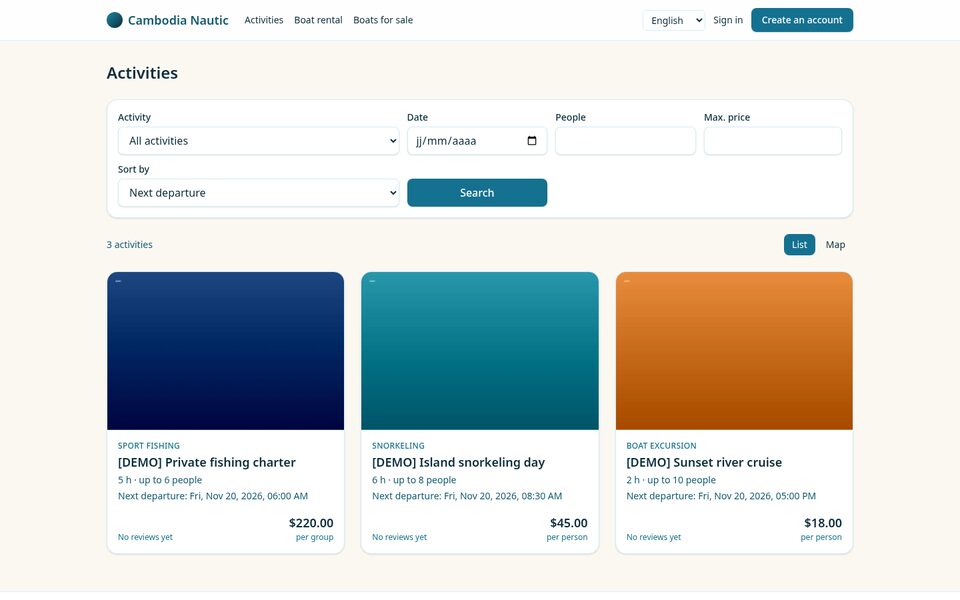 Cambodia Nautic Activities Boat rental Boats for sale English Sign in Create an account
Activities
Activity Date People Max. price
All activities jj/mm/aaaa
Sort by
Next departure Search
3 activities List Map
SPORT FISHING
[DEMO] Private fishing charter
5 h · up to 6 people
Next departure: Fri, Nov 20, 2026, 06:00 AM
$220.00
No reviews yet per group
SNORKELING
[DEMO] Island snorkeling day
6 h · up to 8 people
Next departure: Fri, Nov 20, 2026, 08:30 AM
$45.00
No reviews yet per person
BOAT EXCURSION
[DEMO] Sunset river cruise
2 h · up to 10 people
Next departure: Fri, Nov 20, 2026, 05:00 PM
$18.00
No reviews yet per person